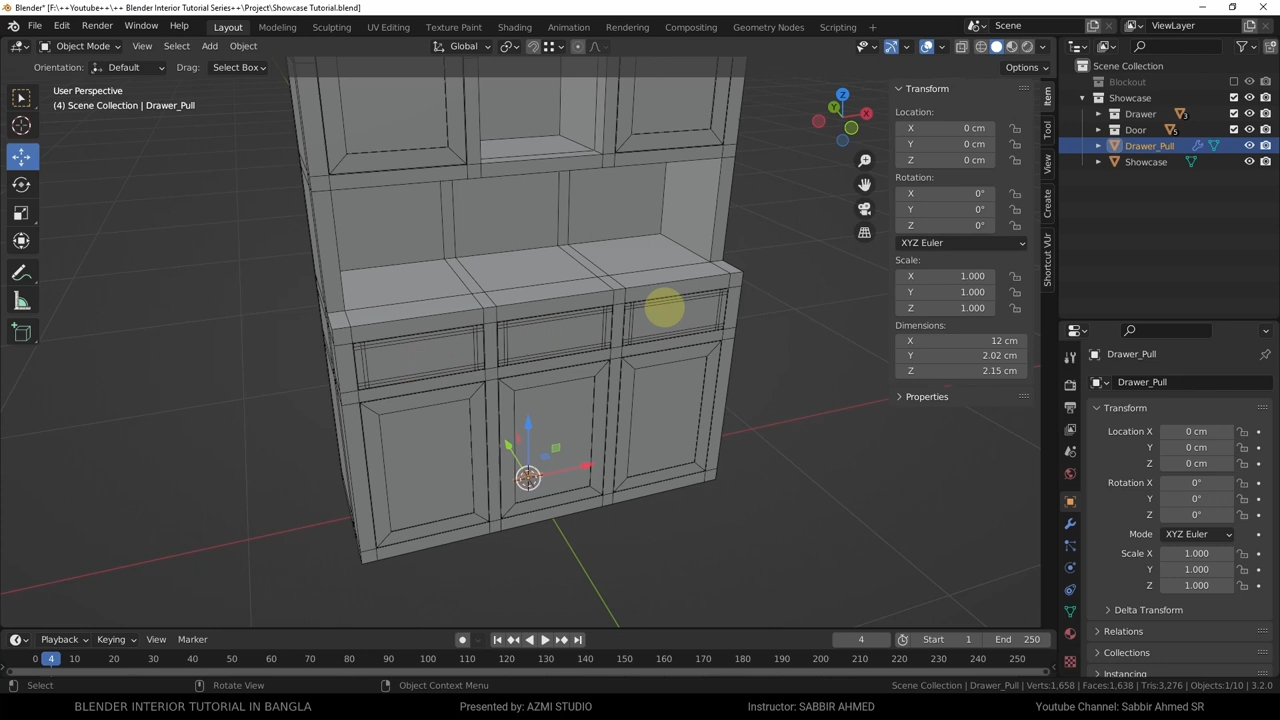 Blender* [F:\++Youtube++\++ Blender Interior Tutorial Series++\Project\Showcase Tutorial.blend]
File Edit Render Window Help Layout Modeling Sculpting UV Editing Texture Paint Shading Animation Rendering Compositing Geometry Nodes Scripting Scene ViewLayer
Object Mode View Select Add Object Global
Orientation: Default Drag: Select Box Options
User Perspective
(4) Scene Collection | Drawer_Pull
Transform
Location:
X 0 cm
Y 0 cm
Z 0 cm
Rotation:
X 0°
Y 0°
Z 0°
XYZ Euler
Scale:
X 1.000
Y 1.000
Z 1.000
Dimensions:
X 12 cm
Y 2.02 cm
Z 2.15 cm
Properties
Item
Tool
View
Create
Shortcut VUr
Z
X
Y
Scene Collection
Blockout
Showcase
Drawer 3
Door 5
Drawer_Pull
Showcase
Drawer_Pull
Drawer_Pull
Transform
Location X 0 cm
Y 0 cm
Z 0 cm
Rotation X 0°
Y 0°
Z 0°
Mode XYZ Euler
Scale X 1.000
Y 1.000
Z 1.000
Delta Transform
Relations
Collections
Instancing
Playback Keying View Marker 4 Start 1 End 250
0 4 10 20 30 40 50 60 70 80 90 100 110 120 130 140 150 160 170 180 190 200 210 220 230 240 250
Select Rotate View Object Context Menu Scene Collection | Drawer_Pull | Verts:1,658 | Faces:1,638 | Tris:3,276 | Objects:1/10 | 3.2.0
BLENDER INTERIOR TUTORIAL IN BANGLA Presented by: AZMI STUDIO Instructor: SABBIR AHMED Youtube Channel: Sabbir Ahmed SR